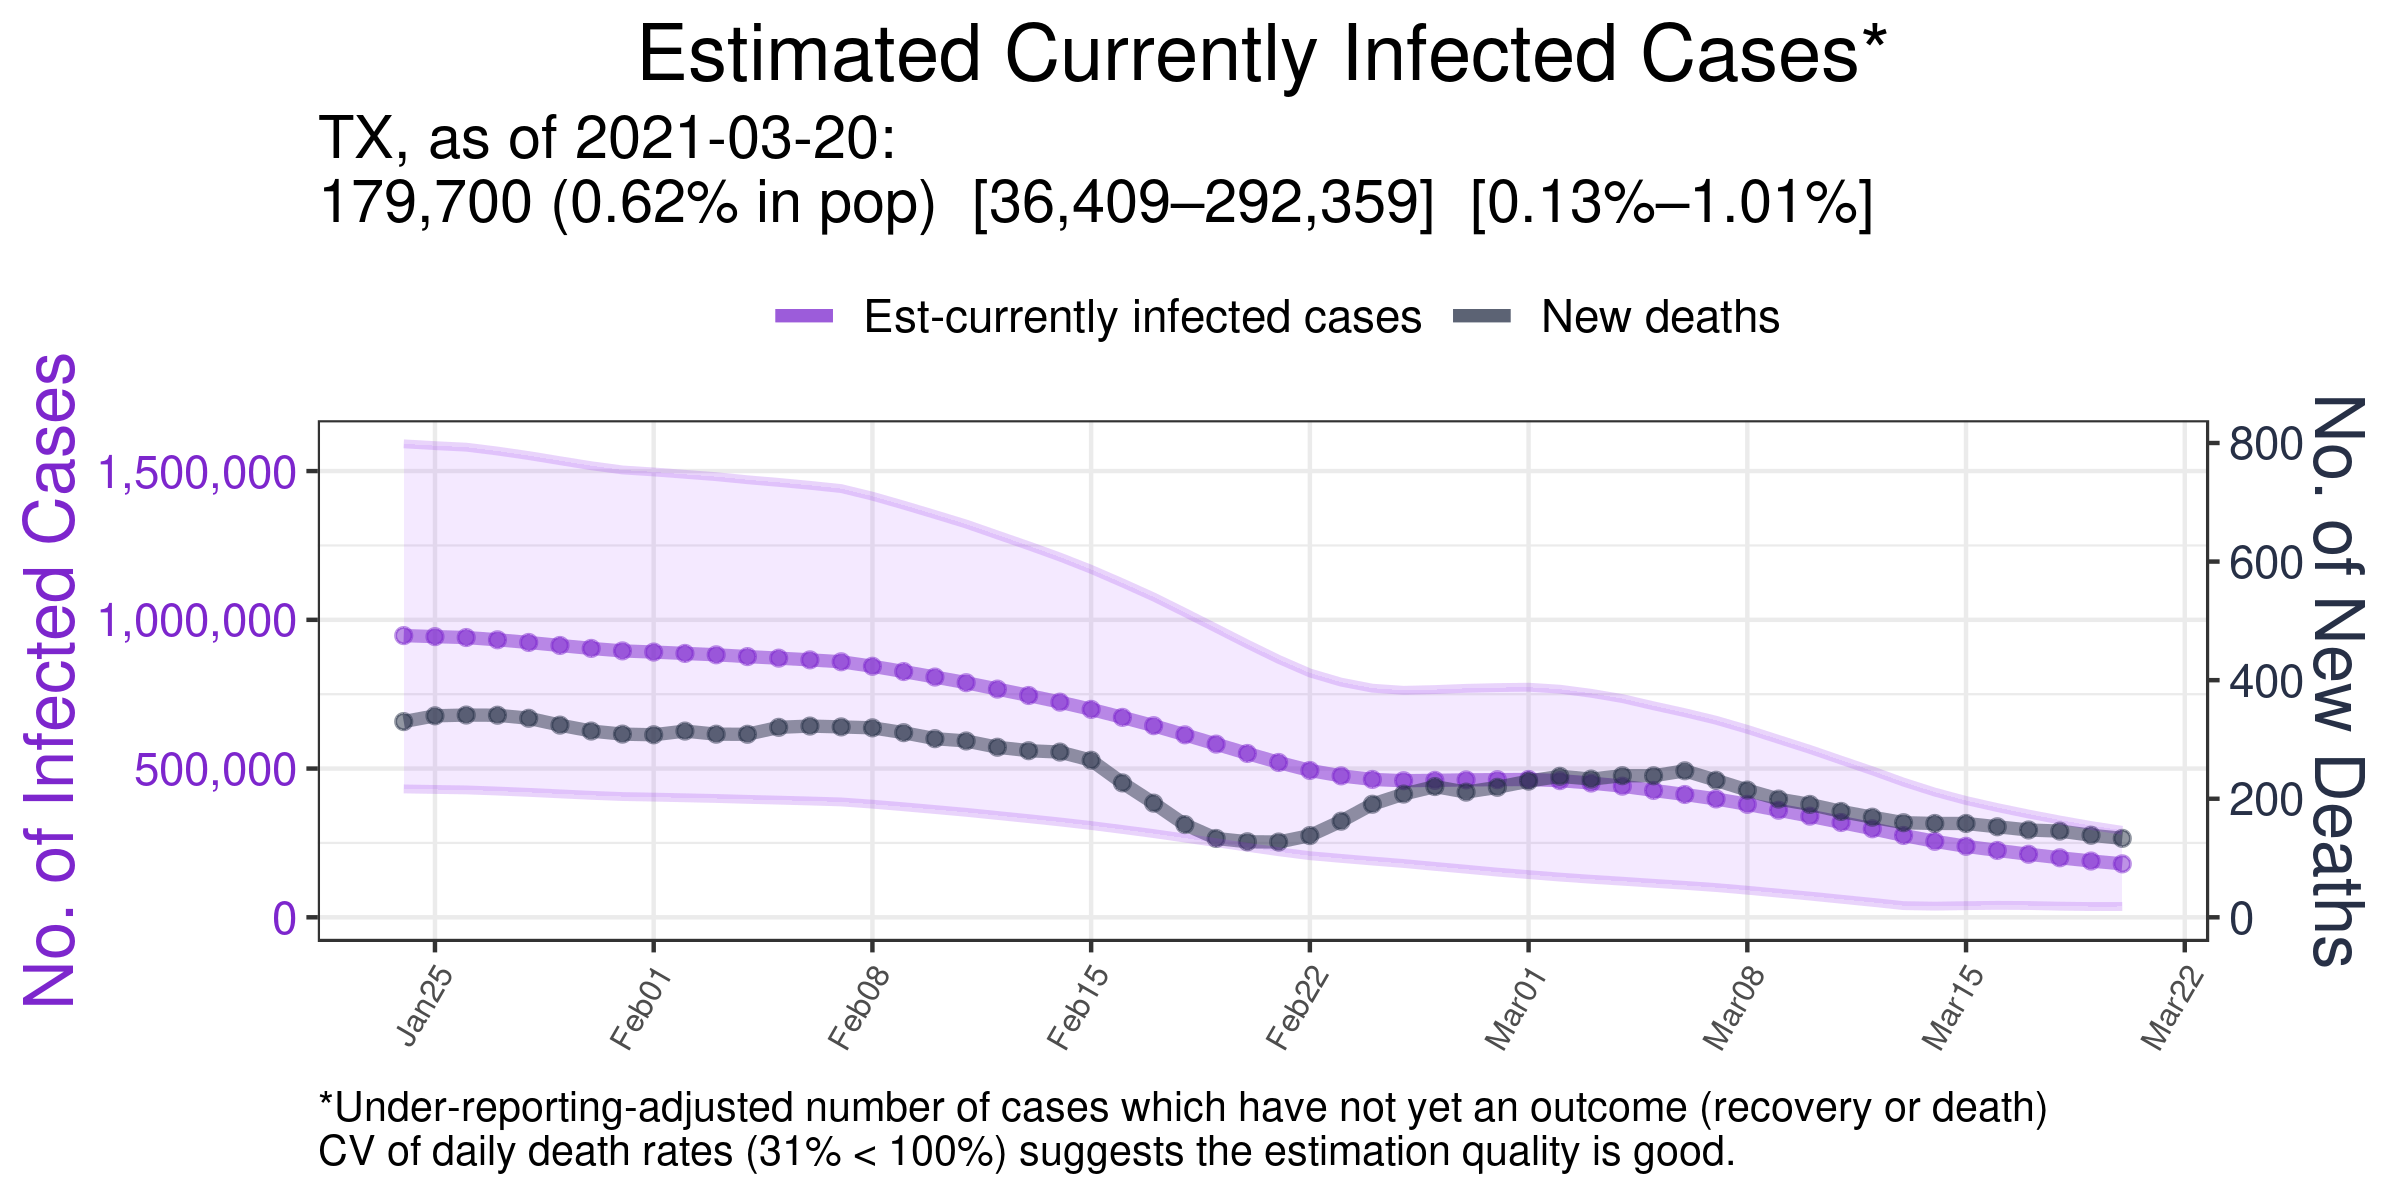 Estimated Currently Infected Cases*
TX, as of 2021-03-20:
179,700 (0.62% in pop)  [36,409–292,359]  [0.13%–1.01%]
Est-currently infected cases
New deaths
No. of Infected Cases
1,500,000
1,000,000
500,000
0
800
600
400
200
0
No. of New Deaths
Jan25
Feb01
Feb08
Feb15
Feb22
Mar01
Mar08
Mar15
Mar22
*Under-reporting-adjusted number of cases which have not yet an outcome (recovery or death)
CV of daily death rates (31% < 100%) suggests the estimation quality is good.